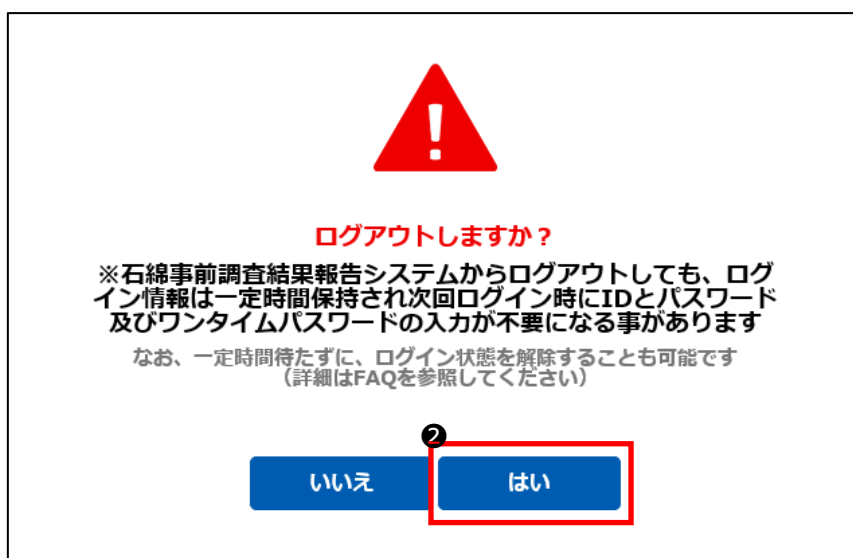 !
ログアウトしますか？
※石綿事前調査結果報告システムからログアウトしても、ログ
イン情報は一定時間保持され次回ログイン時にIDとパスワード
及びワンタイムパスワードの入力が不要になる事があります
なお、一定時間待たずに、ログイン状態を解除することも可能です
（詳細はFAQを参照してください）
❷
いいえ
はい